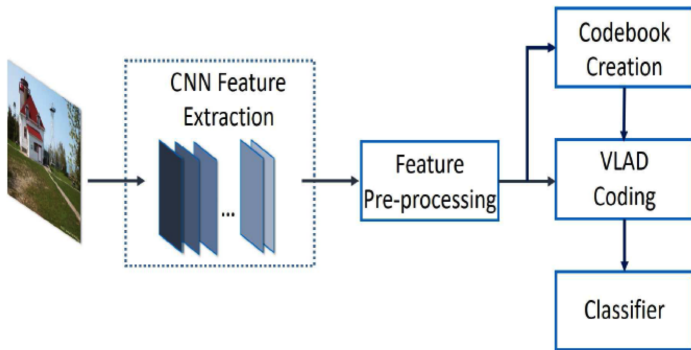 CNN Feature
Extraction
...
Feature
Pre-processing
Codebook
Creation
VLAD
Coding
Classifier